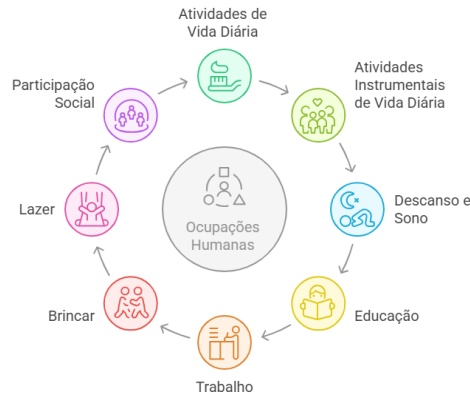 Atividades de
Vida Diária
Atividades
Instrumentais
de Vida Diária
Descanso e
Sono
Educação
Trabalho
Brincar
Lazer
Participação
Social
Ocupações
Humanas